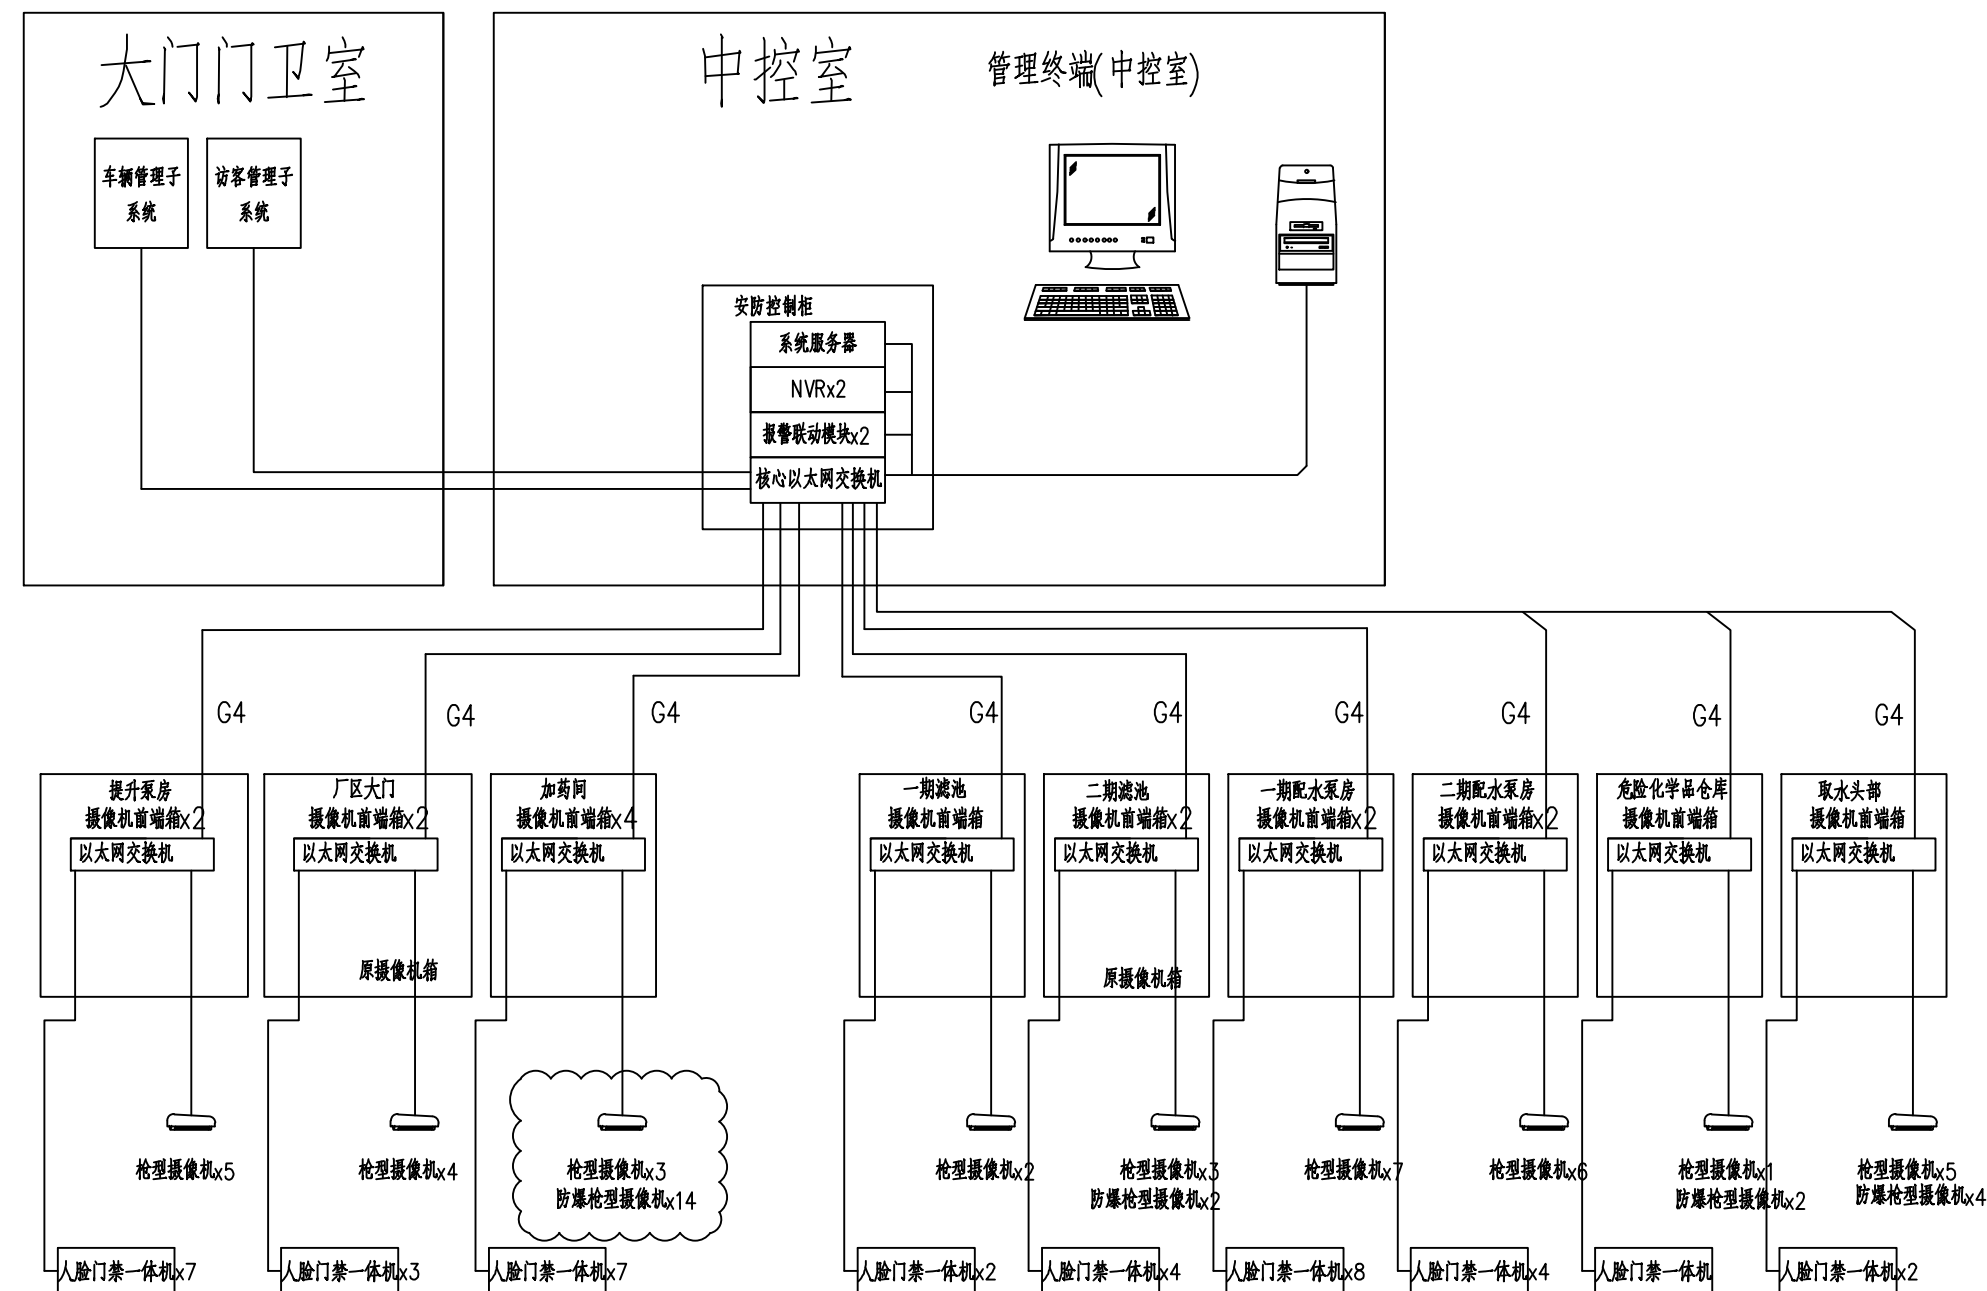 大门门卫室
中控室
管理终端(中控室)
车辆管理子
系统
访客管理子
系统
安防控制柜
系统服务器
NVRx2
报警联动模块x2
核心以太网交换机
G4
G4
G4
G4
G4
G4
G4
G4
G4
提升泵房
摄像机前端箱x2
以太网交换机
厂区大门
摄像机前端箱x2
以太网交换机
原摄像机箱
加药间
摄像机前端箱x4
以太网交换机
一期滤池
摄像机前端箱
以太网交换机
二期滤池
摄像机前端箱x2
以太网交换机
原摄像机箱
一期配水泵房
摄像机前端箱x2
以太网交换机
二期配水泵房
摄像机前端箱x2
以太网交换机
危险化学品仓库
摄像机前端箱
以太网交换机
取水头部
摄像机前端箱
以太网交换机
枪型摄像机x5
枪型摄像机x4
枪型摄像机x3
防爆枪型摄像机x14
枪型摄像机x2
枪型摄像机x3
防爆枪型摄像机x2
枪型摄像机x7
枪型摄像机x6
枪型摄像机x1
防爆枪型摄像机x2
枪型摄像机x5
防爆枪型摄像机x4
人脸门禁一体机x7
人脸门禁一体机x3
人脸门禁一体机x7
人脸门禁一体机x2
人脸门禁一体机x4
人脸门禁一体机x8
人脸门禁一体机x4
人脸门禁一体机
人脸门禁一体机x2